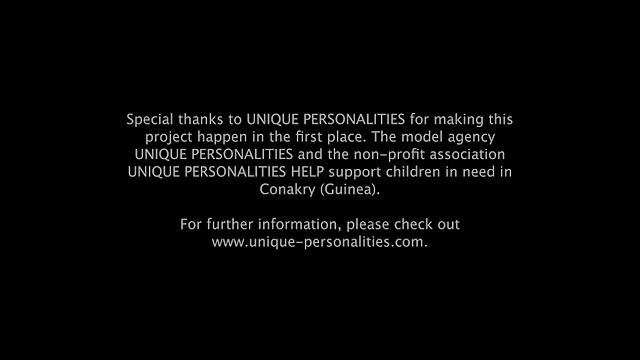 Special thanks to UNIQUE PERSONALITIES for making this
project happen in the first place. The model agency
UNIQUE PERSONALITIES and the non-profit association
UNIQUE PERSONALITIES HELP support children in need in
Conakry (Guinea).
For further information, please check out
www.unique-personalities.com.